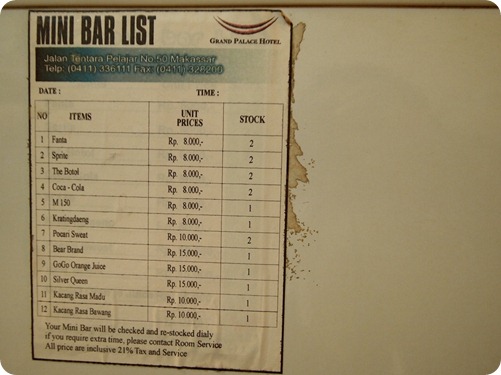 MINI BAR LIST
GRAND PALACE HOTEL
Jalan Tentara Pelajar No.50 Makassar
Telp: (0411) 336111 Fax: (0411)
DATE : TIME :
NO ITEMS UNIT PRICES STOCK
1 Fanta Rp. 8.000,- 2
2 Sprite Rp. 8.000,- 2
3 The Botol Rp. 8.000,- 2
4 Coca - Cola Rp. 8.000,- 2
5 M 150 Rp. 8.000,- 1
6 Kratingdaeng Rp. 8.000,- 1
7 Pocari Sweat Rp. 10.000,- 2
8 Bear Brand Rp. 15.000,- 1
9 GoGo Orange Juice Rp. 15.000,- 1
10 Silver Queen Rp. 15.000,- 1
11 Kacang Rasa Madu Rp. 10.000,- 1
12 Kacang Rasa Bawang Rp. 10.000,- 1
Your Mini Bar will be checked and re-stocked dialy
if you require extra time, please contact Room Service
All price are inclusive 21% Tax and Service